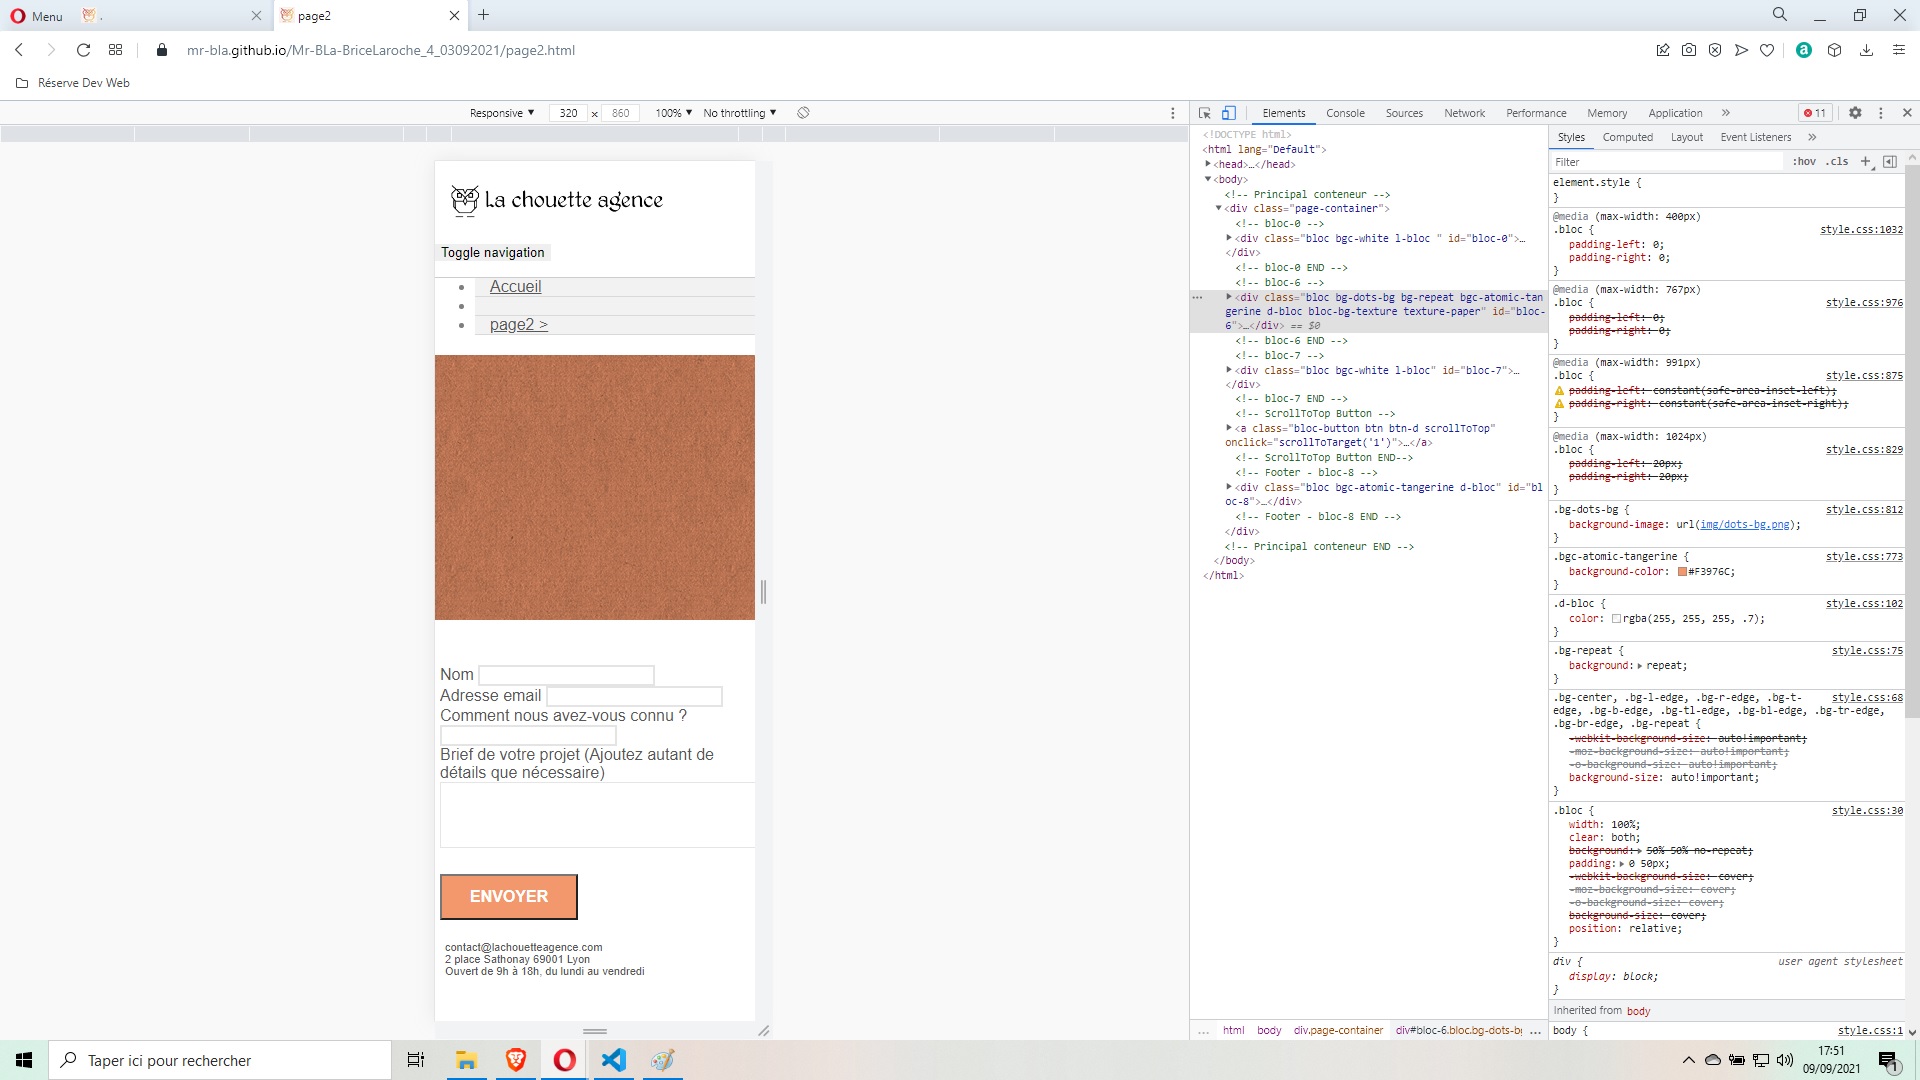 Menu
.
page2
mr-bla.github.io/Mr-BLa-BriceLaroche_4_03092021/page2.html
Réserve Dev Web
Responsive ▼ 320 x 860 100% ▼ No throttling ▼
Elements Console Sources Network Performance Memory Application » 11
La chouette agence
Toggle navigation
Accueil
page2 >
Nom
Adresse email
Comment nous avez-vous connu ?
Brief de votre projet (Ajoutez autant de
détails que nécessaire)
ENVOYER
contact@lachouetteagence.com
2 place Sathonay 69001 Lyon
Ouvert de 9h à 18h, du lundi au vendredi
<!DOCTYPE html>
<html lang="Default">
<head>…</head>
<body>
<!-- Principal conteneur -->
<div class="page-container">
<!-- bloc-0 -->
<div class="bloc bgc-white l-bloc " id="bloc-0">…
</div>
<!-- bloc-0 END -->
<!-- bloc-6 -->
<div class="bloc bg-dots-bg bg-repeat bgc-atomic-tan
gerine d-bloc bloc-bg-texture texture-paper" id="bloc-
6">…</div> == $0
<!-- bloc-6 END -->
<!-- bloc-7 -->
<div class="bloc bgc-white l-bloc" id="bloc-7">…
</div>
<!-- bloc-7 END -->
<!-- ScrollToTop Button -->
<a class="bloc-button btn btn-d scrollToTop"
onclick="scrollToTarget('1')">…</a>
<!-- ScrollToTop Button END-->
<!-- Footer - bloc-8 -->
<div class="bloc bgc-atomic-tangerine d-bloc" id="bl
oc-8">…</div>
<!-- Footer - bloc-8 END -->
</div>
<!-- Principal conteneur END -->
</body>
</html>
... html body div.page-container div#bloc-6.bloc.bg-dots-bg ...
Styles Computed Layout Event Listeners »
Filter :hov .cls +
element.style {
}
@media (max-width: 400px)
.bloc { style.css:1032
padding-left: 0;
padding-right: 0;
}
@media (max-width: 767px)
.bloc { style.css:976
padding-left: 0;
padding-right: 0;
}
@media (max-width: 991px)
.bloc { style.css:875
padding-left: constant(safe-area-inset-left);
padding-right: constant(safe-area-inset-right);
}
@media (max-width: 1024px)
.bloc { style.css:829
padding-left: 20px;
padding-right: 20px;
}
.bg-dots-bg { style.css:812
background-image: url(img/dots-bg.png);
}
.bgc-atomic-tangerine { style.css:773
background-color: #F3976C;
}
.d-bloc { style.css:102
color: rgba(255, 255, 255, .7);
}
.bg-repeat { style.css:75
background: repeat;
}
.bg-center, .bg-l-edge, .bg-r-edge, .bg-t- style.css:68
edge, .bg-b-edge, .bg-tl-edge, .bg-bl-edge, .bg-tr-edge,
.bg-br-edge, .bg-repeat {
-webkit-background-size: auto!important;
-moz-background-size: auto!important;
-o-background-size: auto!important;
background-size: auto!important;
}
.bloc { style.css:30
width: 100%;
clear: both;
background: 50% 50% no-repeat;
padding: 0 50px;
-webkit-background-size: cover;
-moz-background-size: cover;
-o-background-size: cover;
background-size: cover;
position: relative;
}
div { user agent stylesheet
display: block;
}
Inherited from body
body { style.css:1
Taper ici pour rechercher
17:51
09/09/2021
1